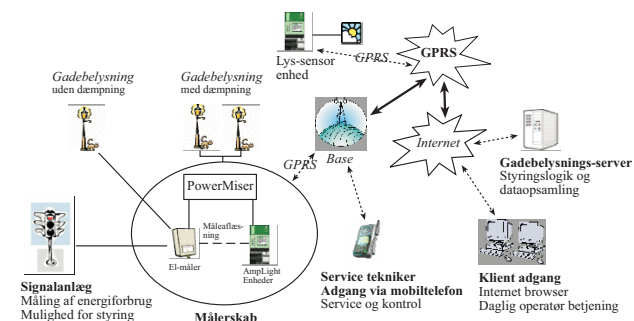 GPRS
Lys-sensor
enhed
GPRS
Gadebelysning
uden dæmpning
Gadebelysning
med dæmpning
Internet
Gadebelysnings-server
Styringslogik og
dataopsamling
GPRS
Base
PowerMiser
Måleaflæs-
ning
El-måler
AmpLight
Enheder
Signalanlæg
Måling af energiforbrug
Mulighed for styring
Målerskab
Service tekniker
Adgang via mobiltelefon
Service og kontrol
Klient adgang
Internet browser
Daglig operatør betjening